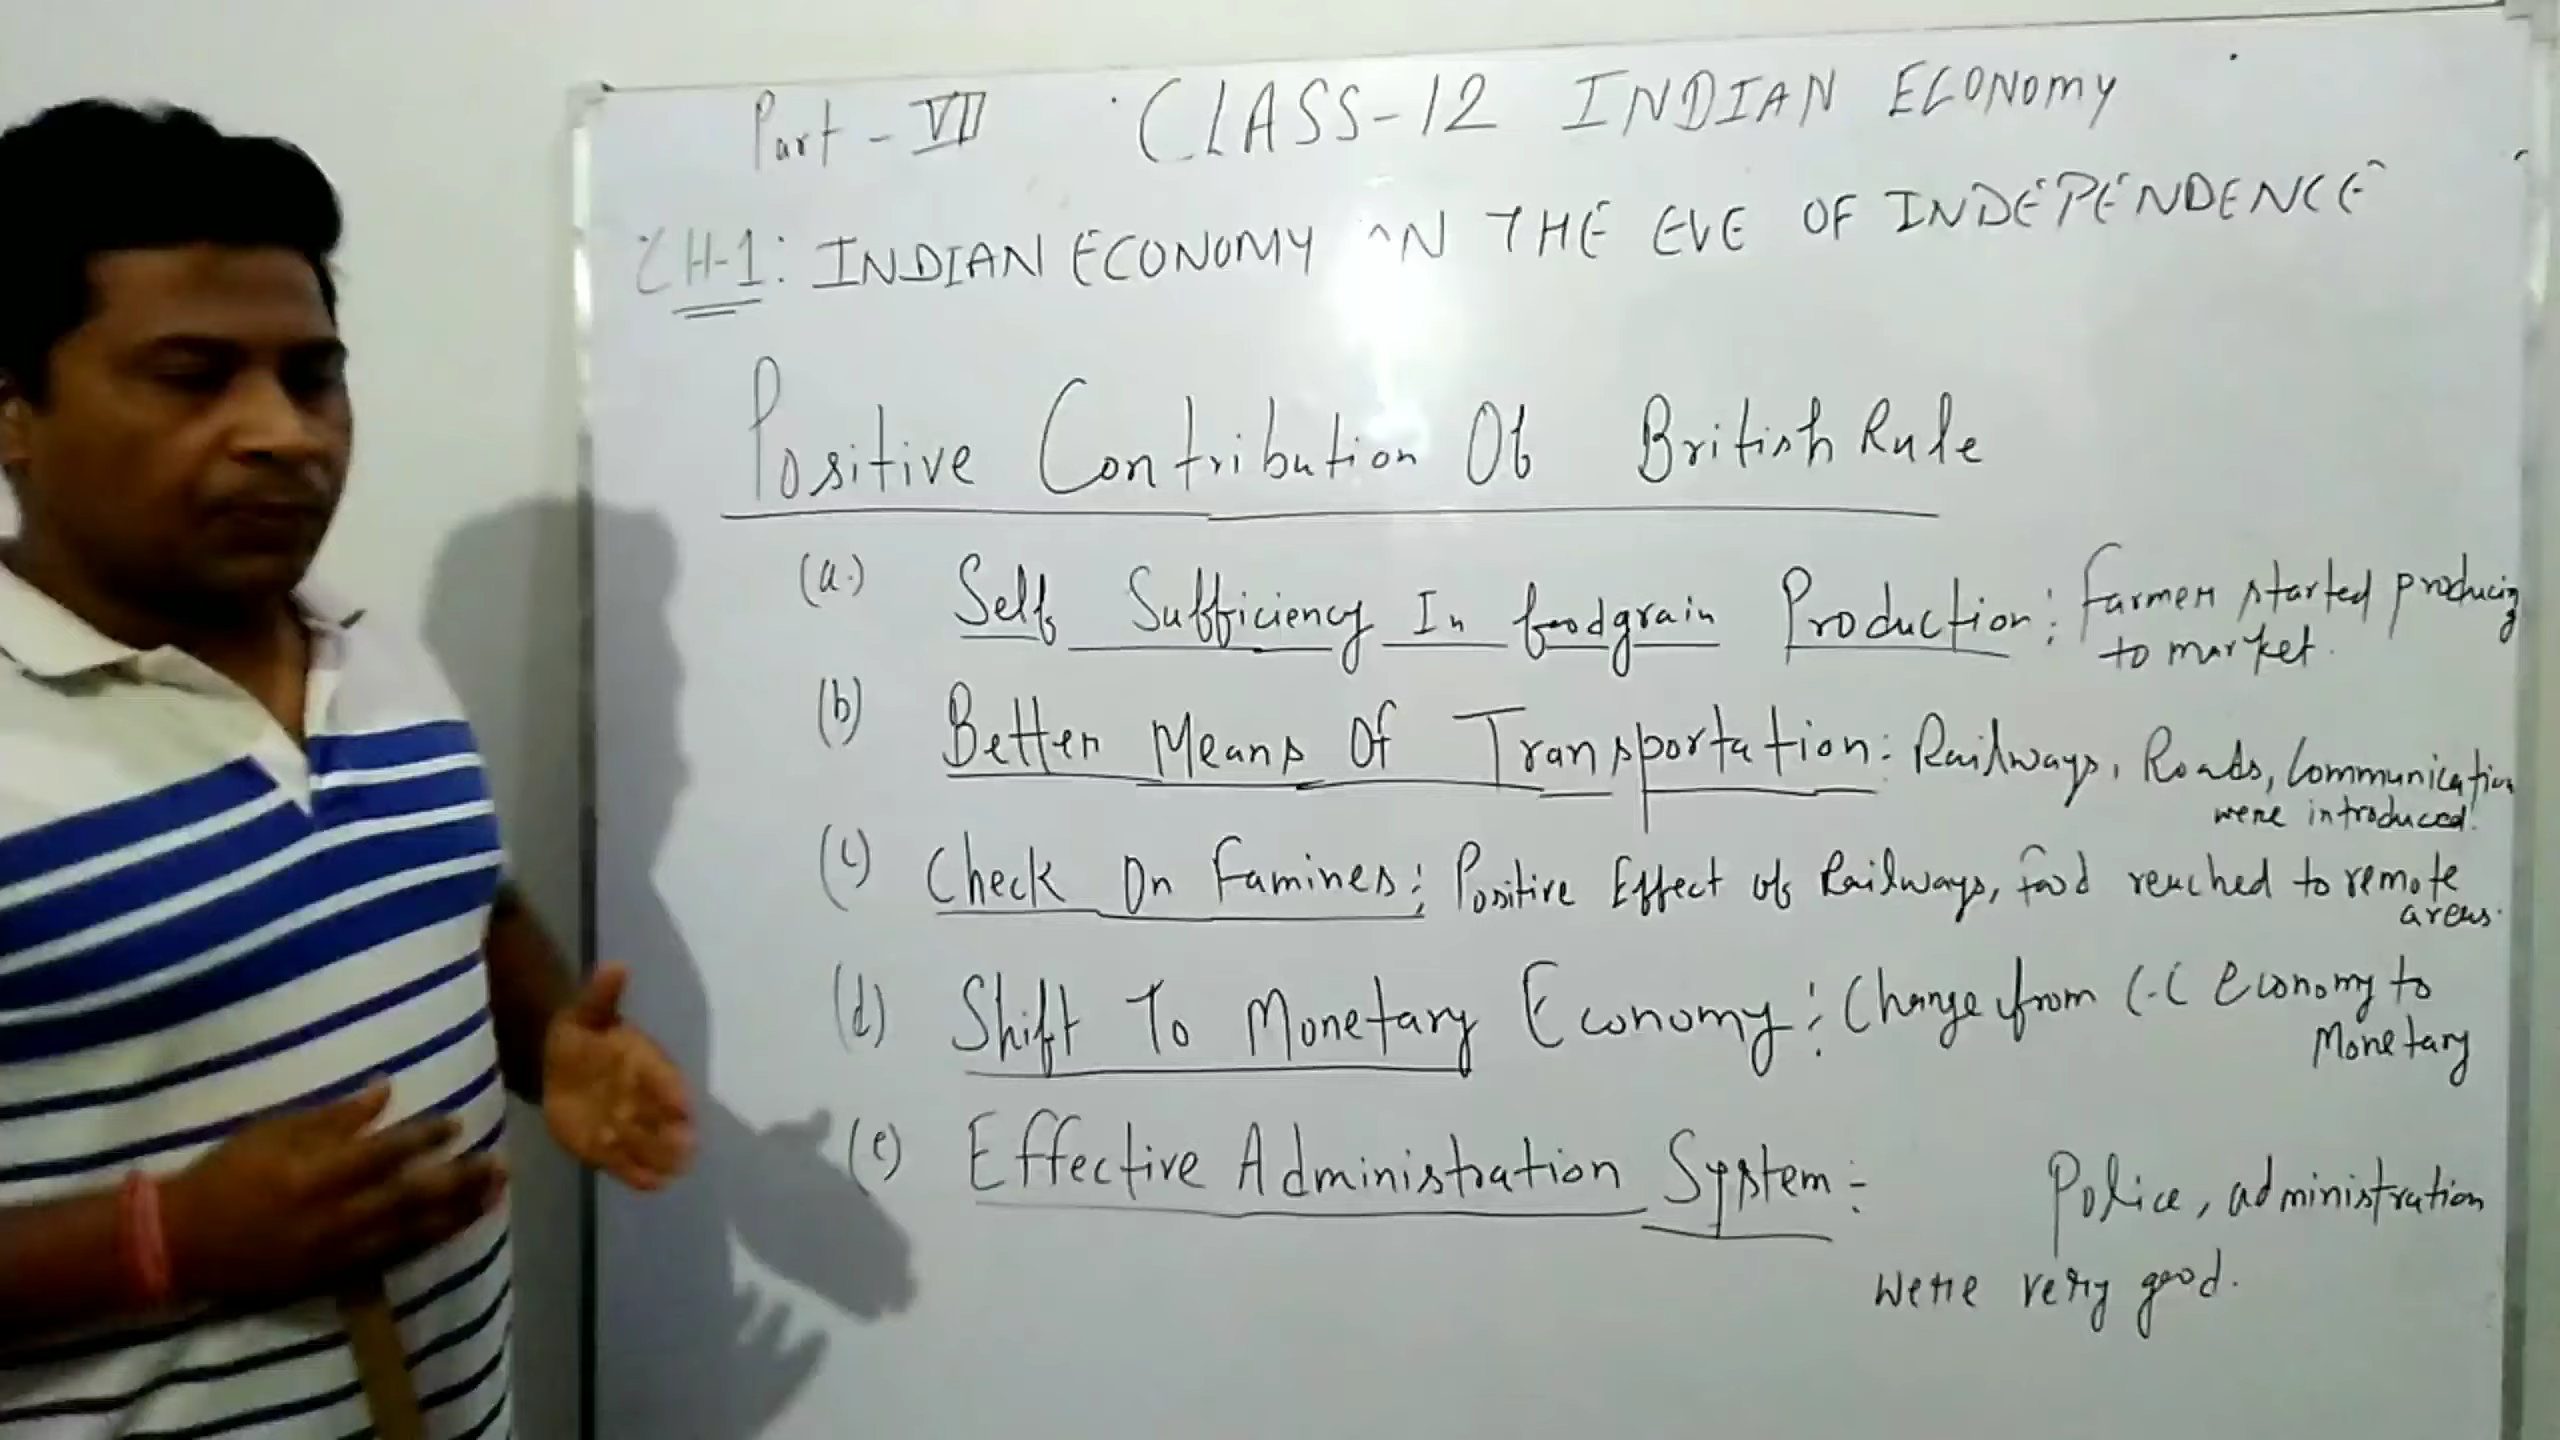 Part - VII CLASS-12 INDIAN ECONOMY
CH-1: INDIAN ECONOMY ON THE EVE OF INDEPENDENCE
Positive Contribution Of British Rule
(a) Self Sufficiency In foodgrain Production: Farmers started producing
to market.
(b) Better Means Of Transportation: Railways, Roads, Communication
were introduced.
(c) Check On Famines: Positive Effect of Railways, food reached to remote
areas.
(d) Shift To Monetary Economy: Change from C.C economy to
Monetary
(e) Effective Administration System:- Police, administration
were very good.